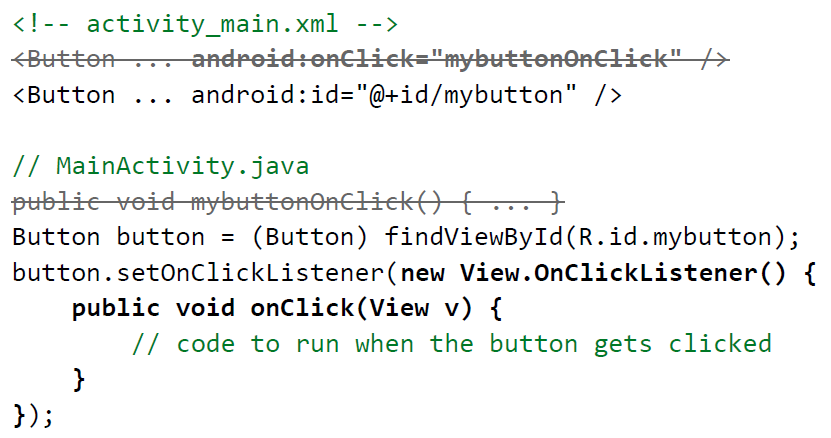 <!-- activity_main.xml -->
<Button ... android:onClick="mybuttonOnClick" />
<Button ... android:id="@+id/mybutton" />

// MainActivity.java
public void mybuttonOnClick() { ... }
Button button = (Button) findViewById(R.id.mybutton);
button.setOnClickListener(new View.OnClickListener() {
    public void onClick(View v) {
        // code to run when the button gets clicked
    }
});